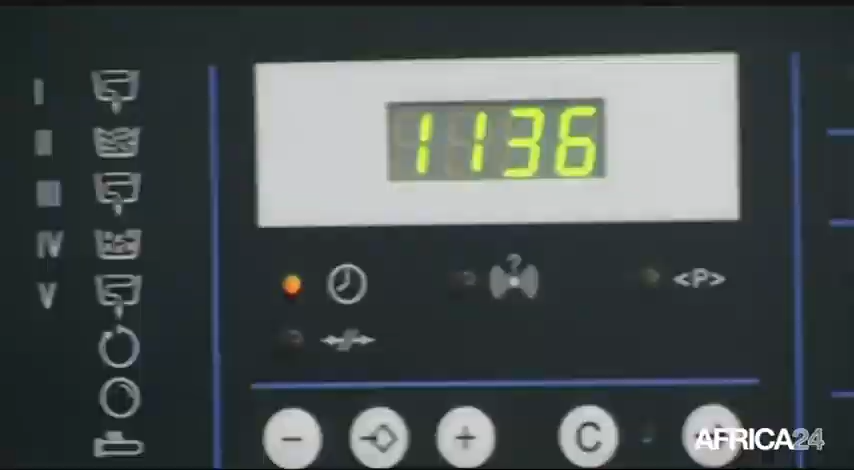 1136
I
II
III
IV
V
?
<P>
- + C
AFRICA24